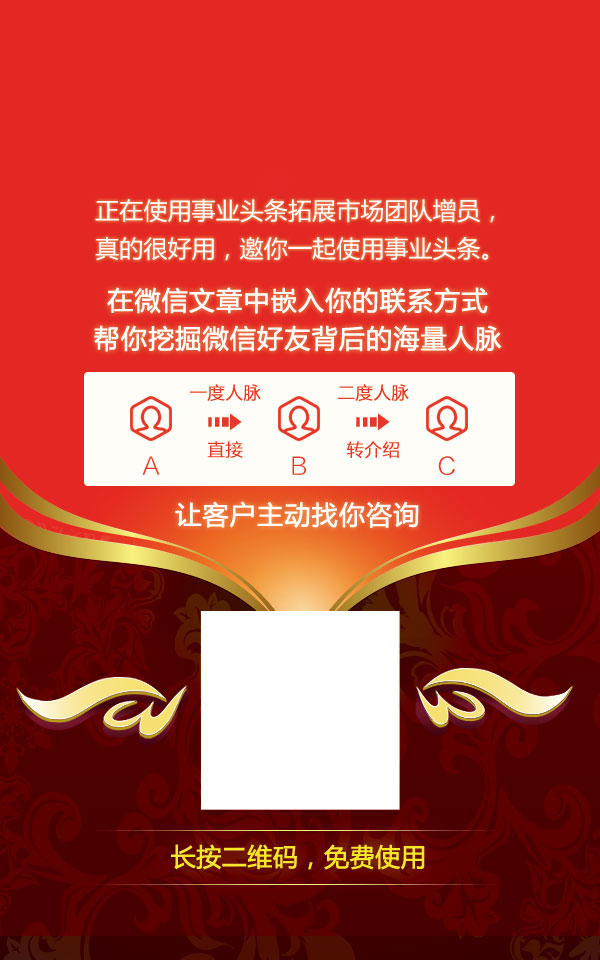 正在使用事业头条拓展市场团队增员，
真的很好用，邀你一起使用事业头条。
在微信文章中嵌入你的联系方式
帮你挖掘微信好友背后的海量人脉
一度人脉 二度人脉
直接 转介绍
A B C
让客户主动找你咨询
长按二维码，免费使用